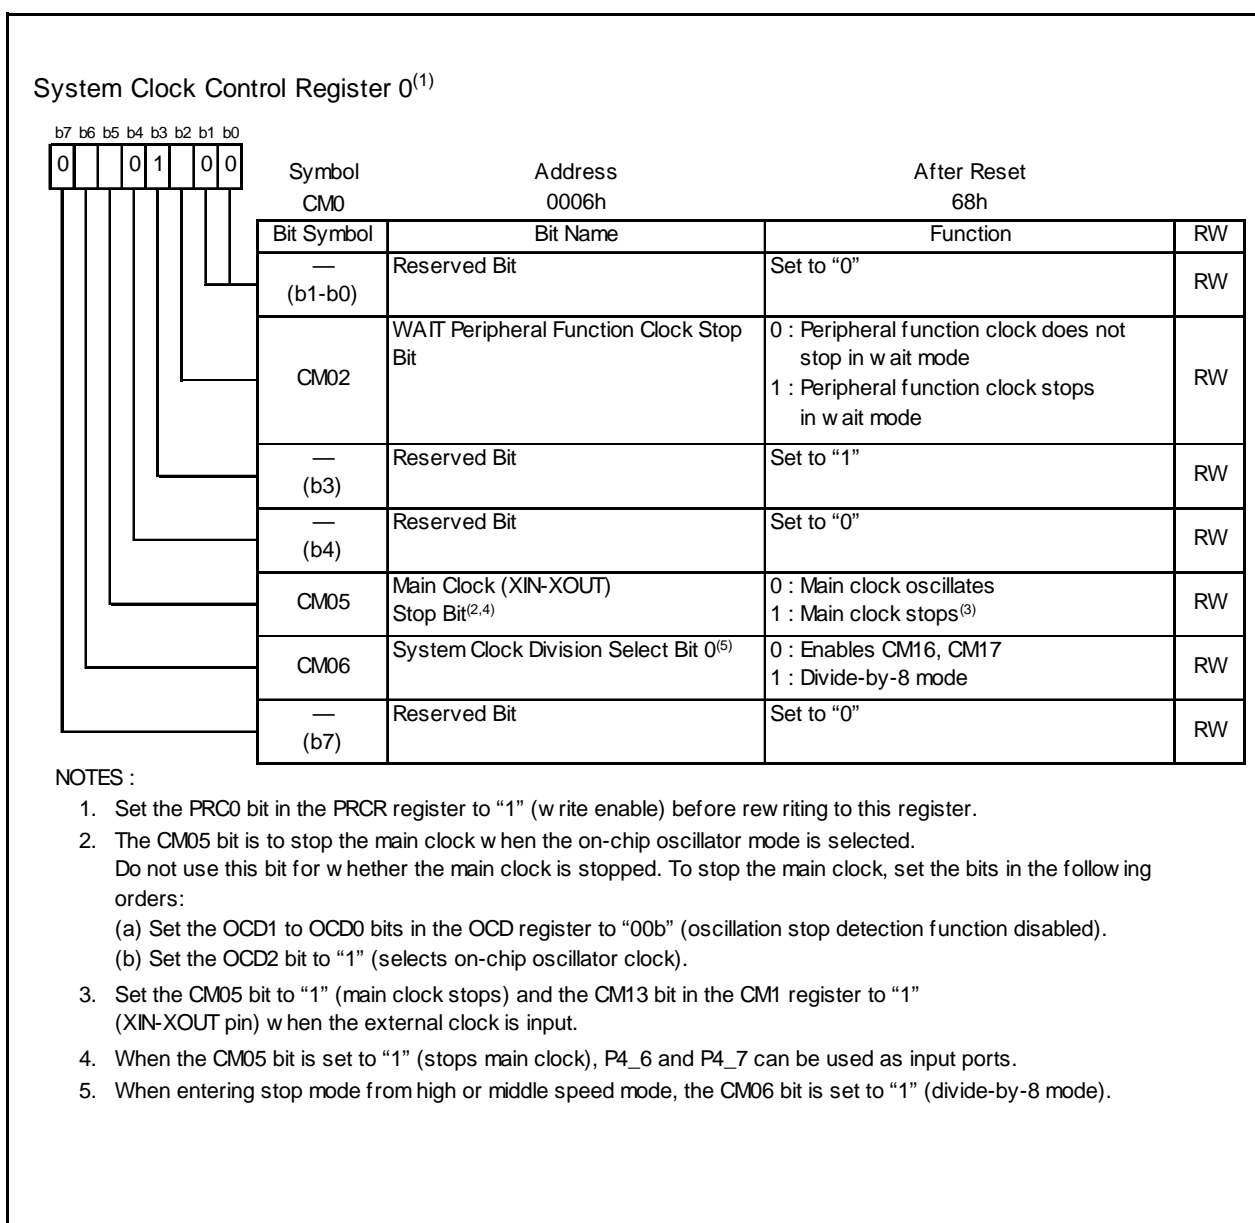 System Clock Control Register 0(1)
b7 b6 b5 b4 b3 b2 b1 b0
0 0 1 0 0
Symbol Address After Reset
CM0 0006h 68h
Bit Symbol Bit Name Function RW
— (b1-b0) Reserved Bit Set to “0” RW
CM02 WAIT Peripheral Function Clock Stop Bit 0 : Peripheral function clock does not
stop in wait mode
1 : Peripheral function clock stops
in wait mode RW
— (b3) Reserved Bit Set to “1” RW
— (b4) Reserved Bit Set to “0” RW
CM05 Main Clock (XIN-XOUT) 0 : Main clock oscillates
Stop Bit(2,4) 1 : Main clock stops(3) RW
CM06 System Clock Division Select Bit 0(5) 0 : Enables CM16, CM17
1 : Divide-by-8 mode RW
— (b7) Reserved Bit Set to “0” RW
NOTES :
1. Set the PRC0 bit in the PRCR register to “1” (write enable) before rewriting to this register.
2. The CM05 bit is to stop the main clock when the on-chip oscillator mode is selected.
Do not use this bit for whether the main clock is stopped. To stop the main clock, set the bits in the following
orders:
(a) Set the OCD1 to OCD0 bits in the OCD register to “00b” (oscillation stop detection function disabled).
(b) Set the OCD2 bit to “1” (selects on-chip oscillator clock).
3. Set the CM05 bit to “1” (main clock stops) and the CM13 bit in the CM1 register to “1”
(XIN-XOUT pin) when the external clock is input.
4. When the CM05 bit is set to “1” (stops main clock), P4_6 and P4_7 can be used as input ports.
5. When entering stop mode from high or middle speed mode, the CM06 bit is set to “1” (divide-by-8 mode).